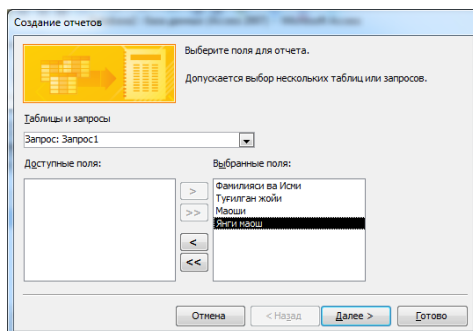 Создание отчетов
Выберите поля для отчета.
Допускается выбор нескольких таблиц или запросов.
Таблицы и запросы
Запрос: Запрос1
Доступные поля:
Выбранные поля:
Фамилияси ва Исми
Туғилган жойи
Маоши
Янги маош
>
>>
<
<<
Отмена
< Назад
Далее >
Готово